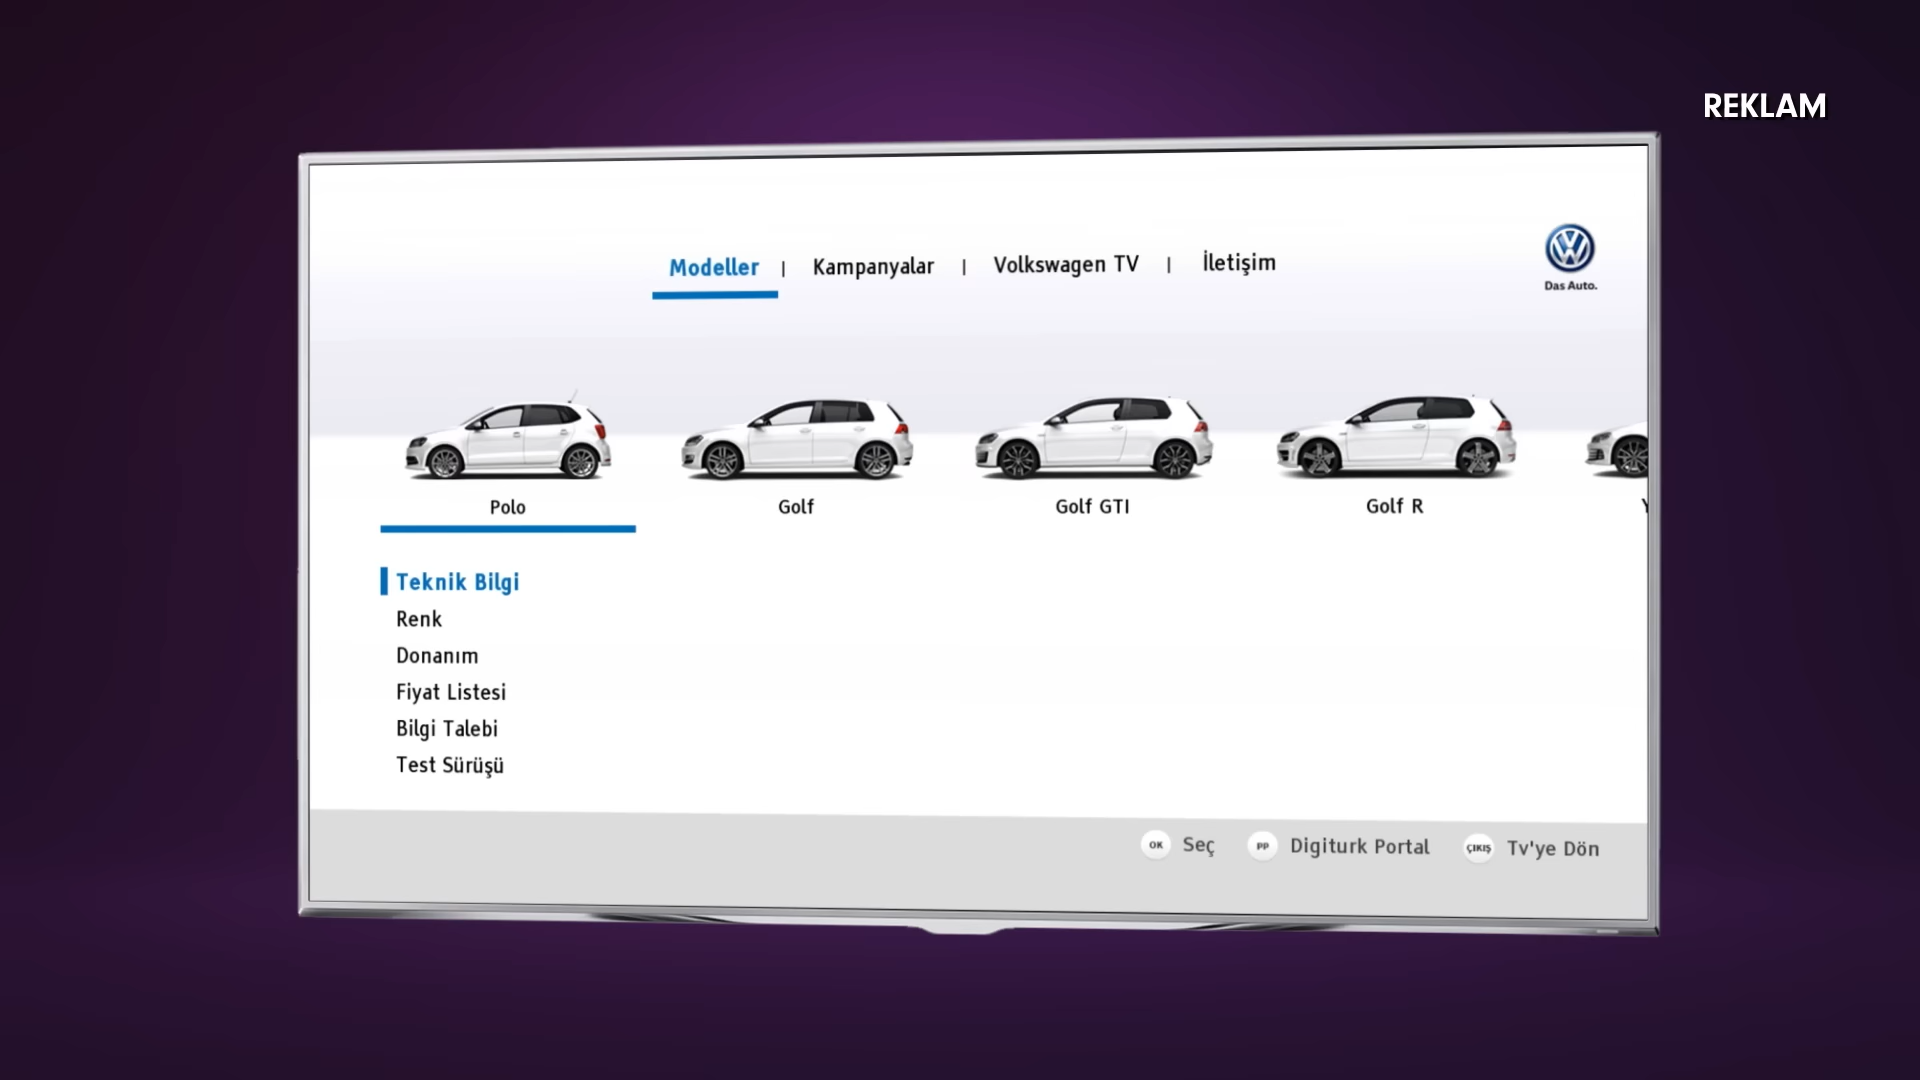 REKLAM
Modeller | Kampanyalar | Volkswagen TV | İletişim
Das Auto.
Polo Golf Golf GTI Golf R
Teknik Bilgi
Renk
Donanım
Fiyat Listesi
Bilgi Talebi
Test Sürüşü
OK Seç PP Digiturk Portal ÇIKIŞ Tv'ye Dön